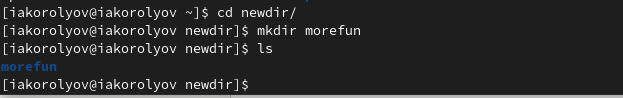 [iakorolyov@iakorolyov ~]$ cd newdir/
[iakorolyov@iakorolyov newdir]$ mkdir morefun
[iakorolyov@iakorolyov newdir]$ ls
morefun
[iakorolyov@iakorolyov newdir]$